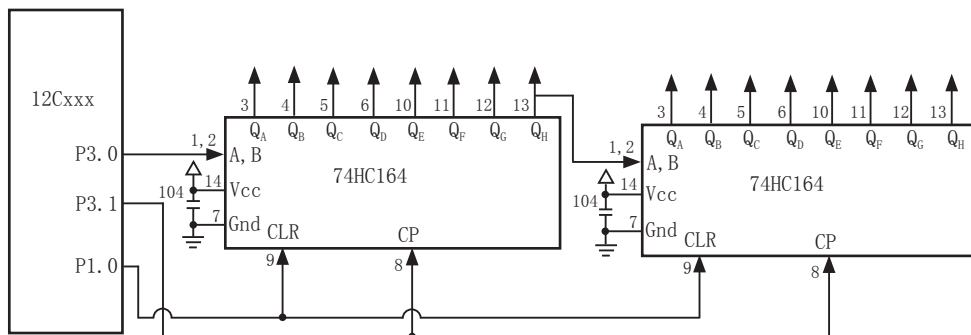 12Cxxx
P3.0
P3.1
P1.0
3 4 5 6 10 11 12 13
QA QB QC QD QE QF QG QH
1,2
A,B
74HC164
14
Vcc
104
7
Gnd
CLR
CP
9
8
3 4 5 6 10 11 12 13
QA QB QC QD QE QF QG QH
1,2
A,B
74HC164
14
Vcc
104
7
Gnd
CLR
CP
9
8